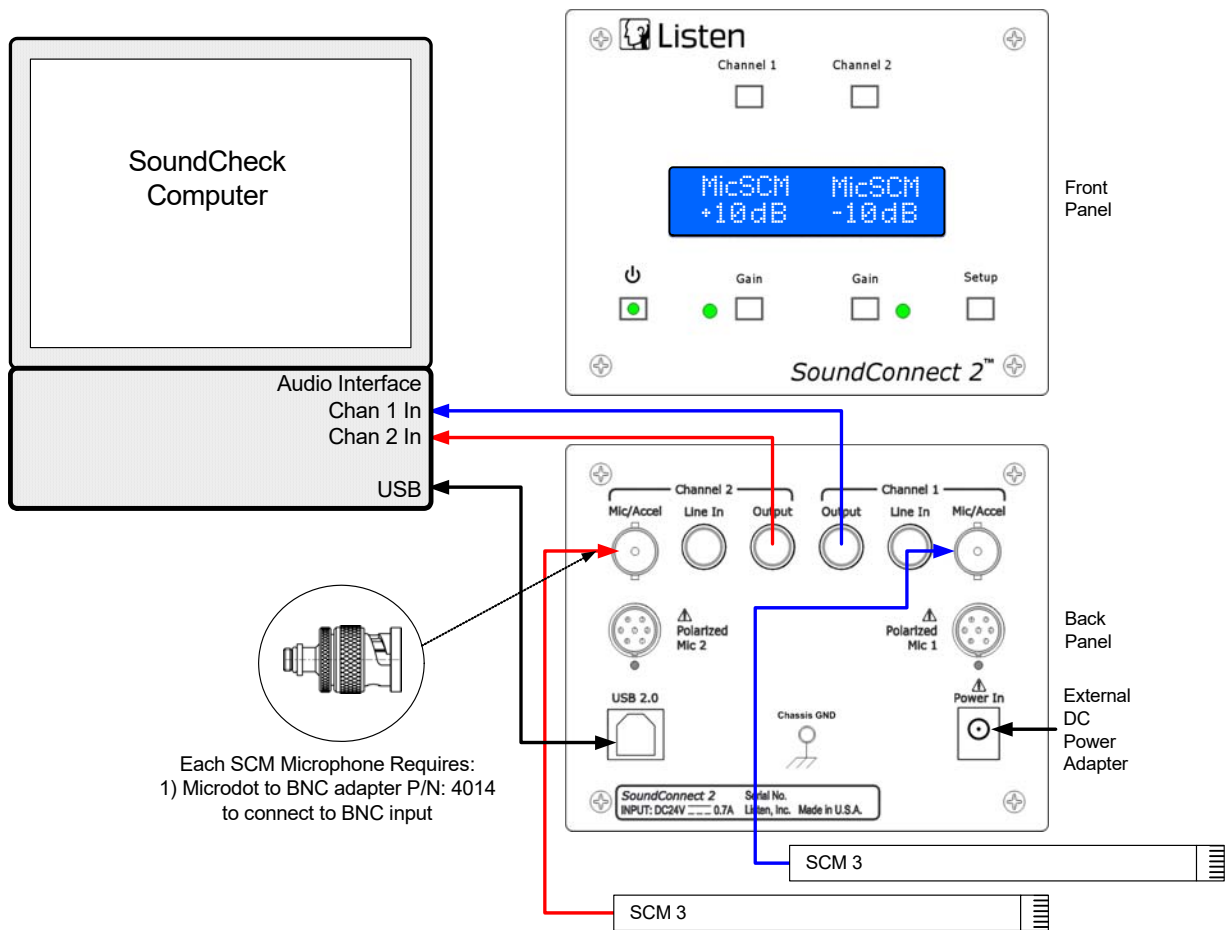 SoundCheck
Computer
Audio Interface
Chan 1 In
Chan 2 In
USB
Listen
Channel 1
Channel 2
MicSCM MicSCM
+10dB -10dB
Gain
Gain
Setup
SoundConnect 2™
Front
Panel
Channel 2
Channel 1
Mic/Accel
Line In
Output
Output
Line In
Mic/Accel
Polarized
Mic 2
Polarized
Mic 1
USB 2.0
Chassis GND
Power In
SoundConnect 2 Serial No.
INPUT: DC24V 0.7A Listen, Inc. Made in U.S.A.
Back
Panel
External
DC
Power
Adapter
Each SCM Microphone Requires:
1) Microdot to BNC adapter P/N: 4014
to connect to BNC input
SCM 3
SCM 3